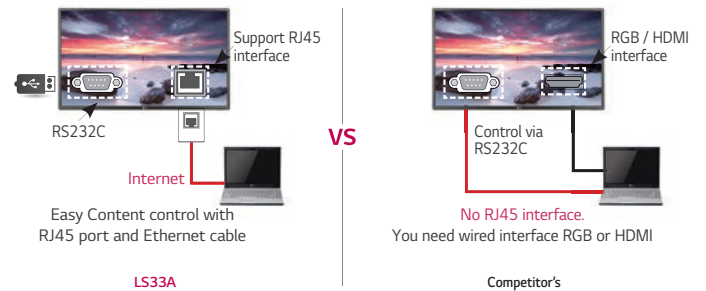 Support RJ45
interface
RS232C
Internet
Easy Content control with
RJ45 port and Ethernet cable
LS33A
VS
RGB / HDMI
interface
Control via
RS232C
No RJ45 interface.
You need wired interface RGB or HDMI
Competitor's